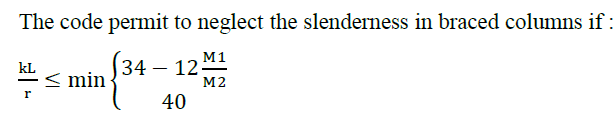 The code permit to neglect the slenderness in braced columns if :
kL/r ≤ min { 34 − 12 M1/M2
40